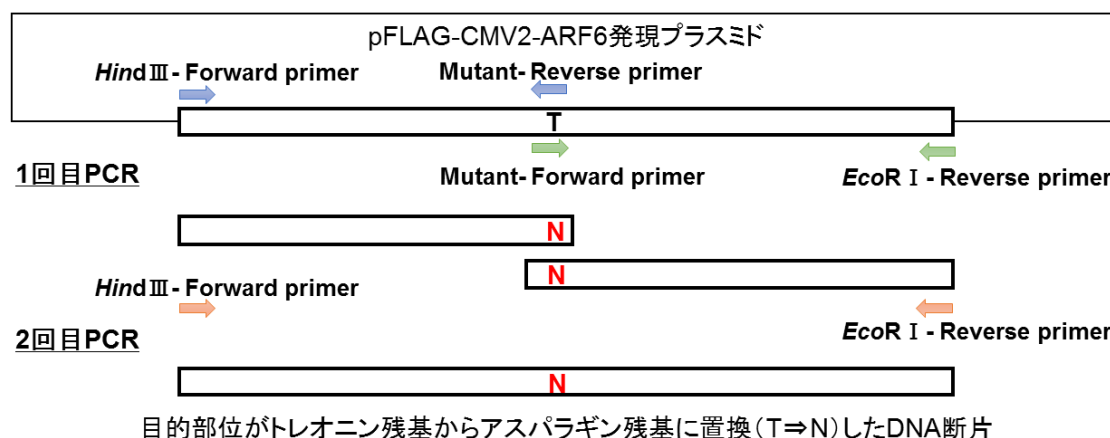 pFLAG-CMV2-ARF6発現プラスミド
HindⅢ- Forward primer
Mutant- Reverse primer
T
1回目PCR
Mutant- Forward primer
EcoRⅠ- Reverse primer
N
N
HindⅢ- Forward primer
2回目PCR
EcoRⅠ- Reverse primer
N
目的部位がトレオニン残基からアスパラギン残基に置換(T⇒N)したDNA断片